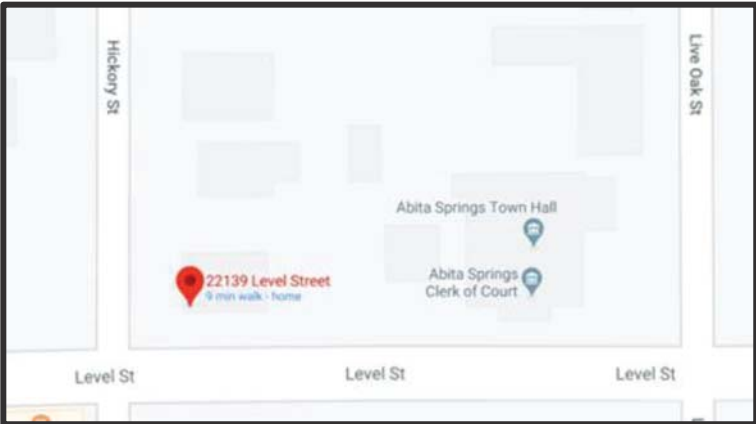 Hickory St
Live Oak St
Abita Springs Town Hall
22139 Level Street
9 min walk - home
Abita Springs
Clerk of Court
Level St
Level St
Level St